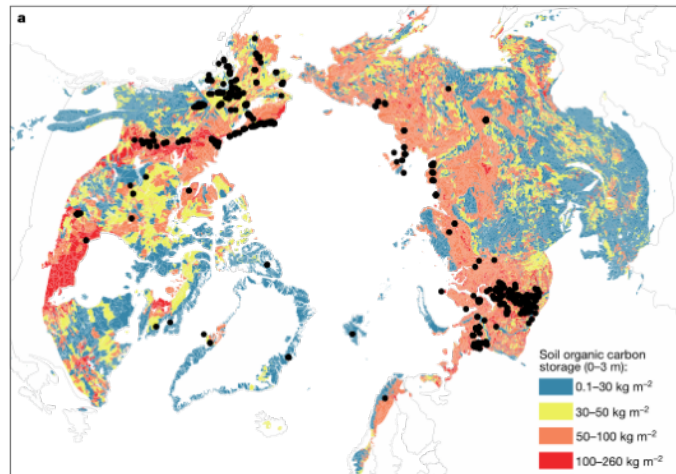 a
Soil organic carbon
storage (0–3 m):
0.1–30 kg m⁻²
30–50 kg m⁻²
50–100 kg m⁻²
100–260 kg m⁻²